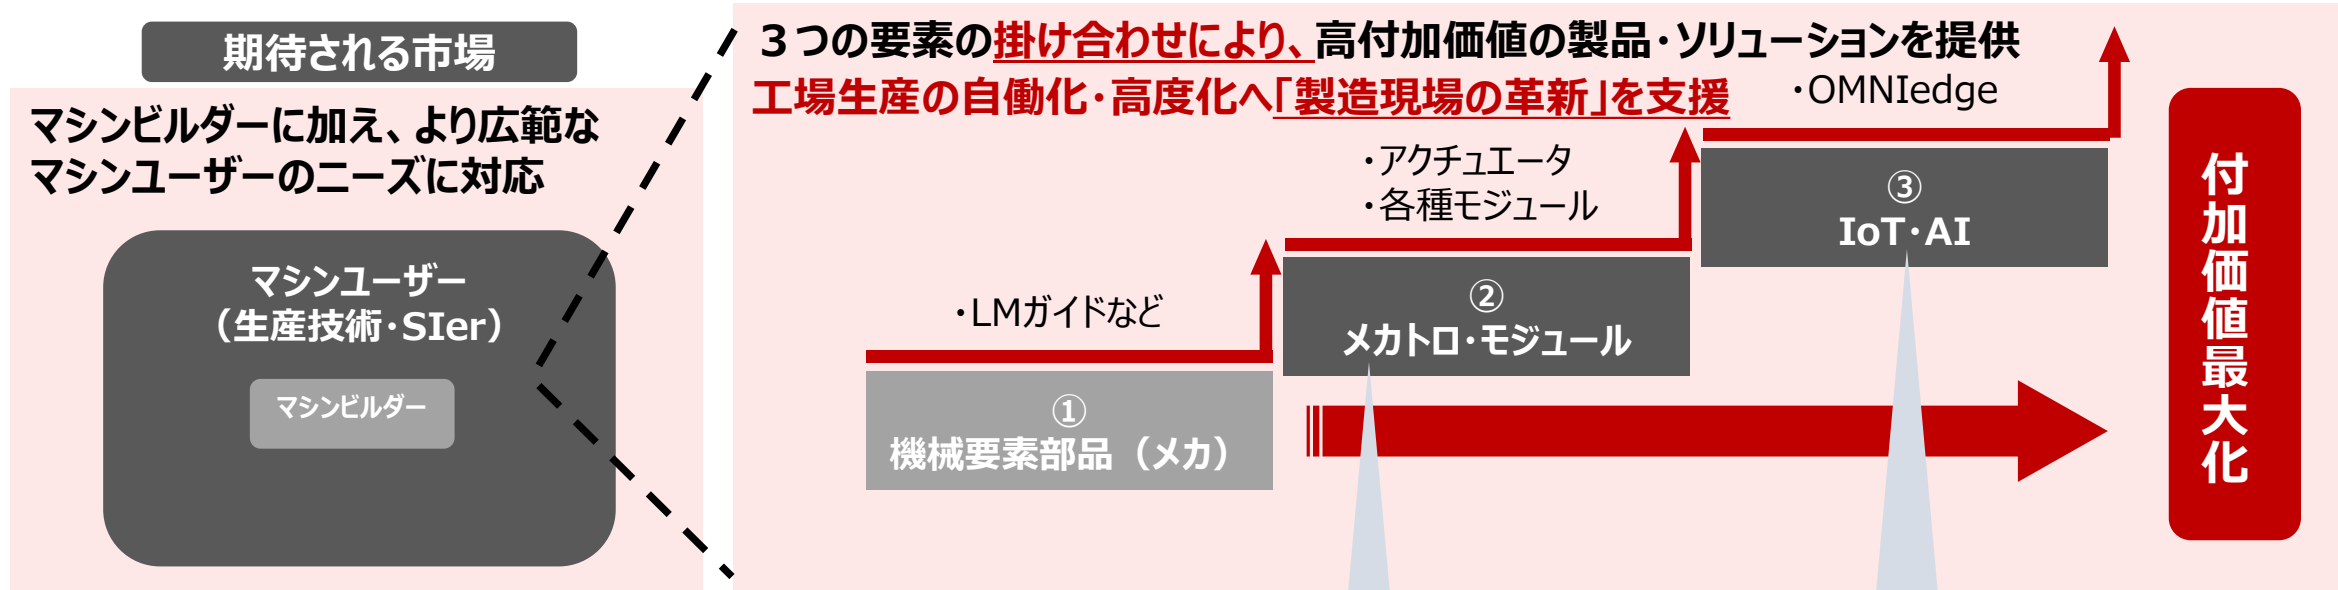 期待される市場
マシンビルダーに加え、より広範な
マシンユーザーのニーズに対応
マシンユーザー
（生産技術・SIer）
マシンビルダー
３つの要素の掛け合わせにより、高付加価値の製品・ソリューションを提供
工場生産の自働化・高度化へ「製造現場の革新」を支援
・LMガイドなど
①
機械要素部品（メカ）
・アクチュエータ
・各種モジュール
②
メカトロ・モジュール
・OMNIedge
③
IoT・AI
付加価値最大化